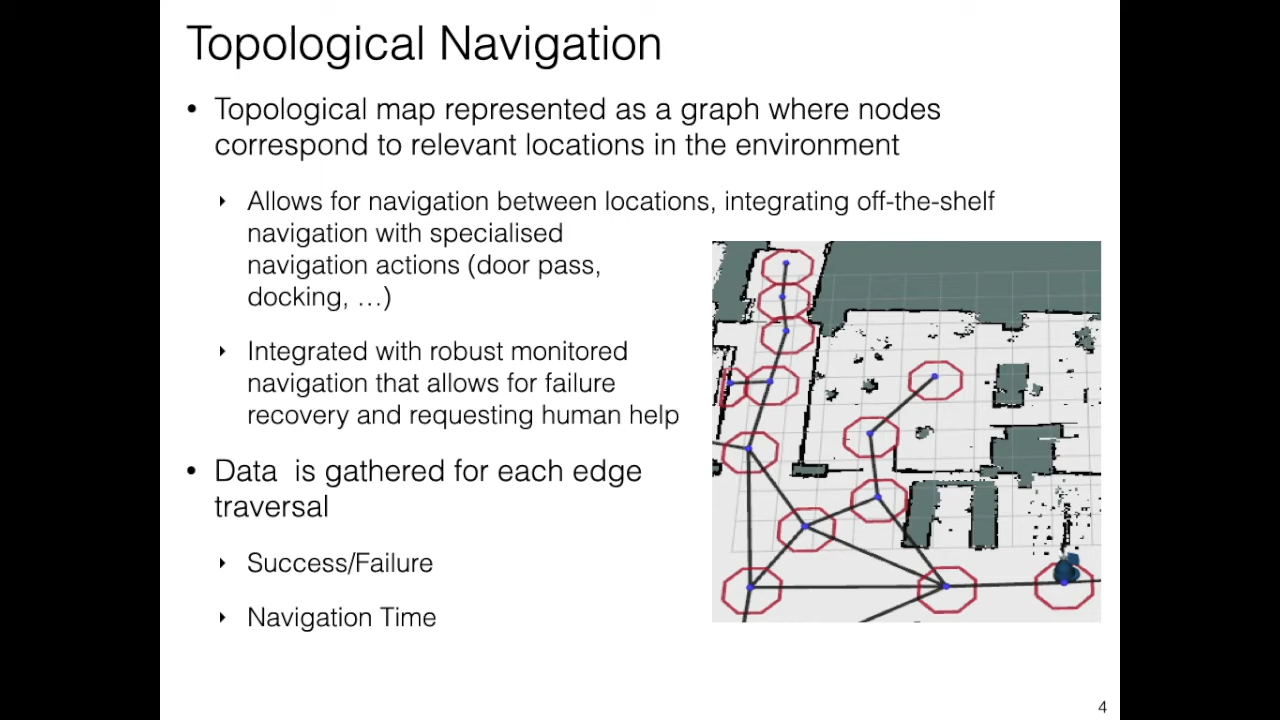 Topological Navigation
• Topological map represented as a graph where nodes
correspond to relevant locations in the environment
‣ Allows for navigation between locations, integrating off-the-shelf
navigation with specialised
navigation actions (door pass,
docking, …)
‣ Integrated with robust monitored
navigation that allows for failure
recovery and requesting human help
• Data  is gathered for each edge
traversal
‣ Success/Failure
‣ Navigation Time
4